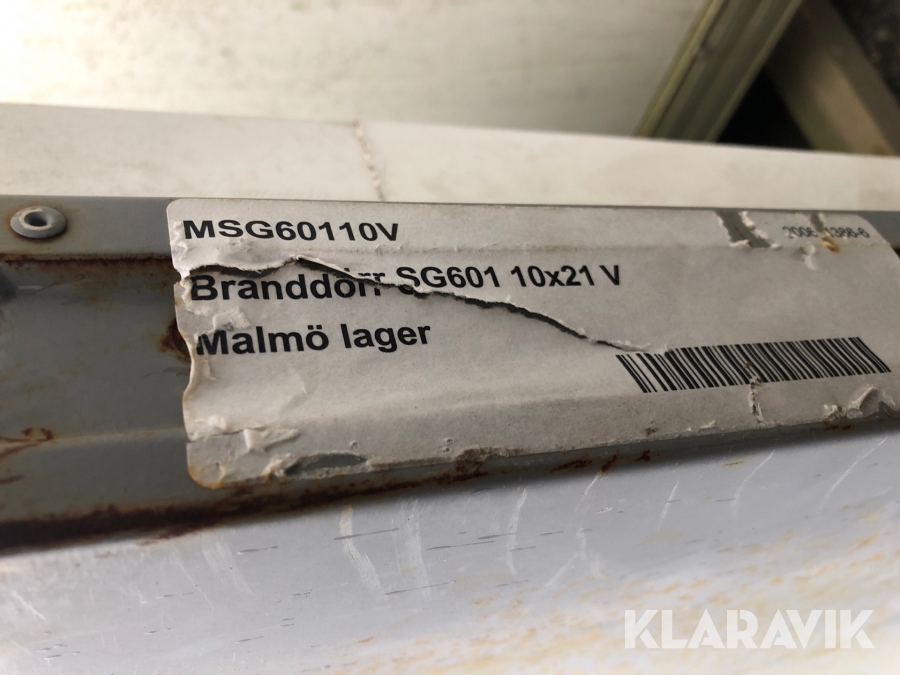 MSG60110V
Branddörr SG601 10x21 V
Malmö lager
KLARAVIK